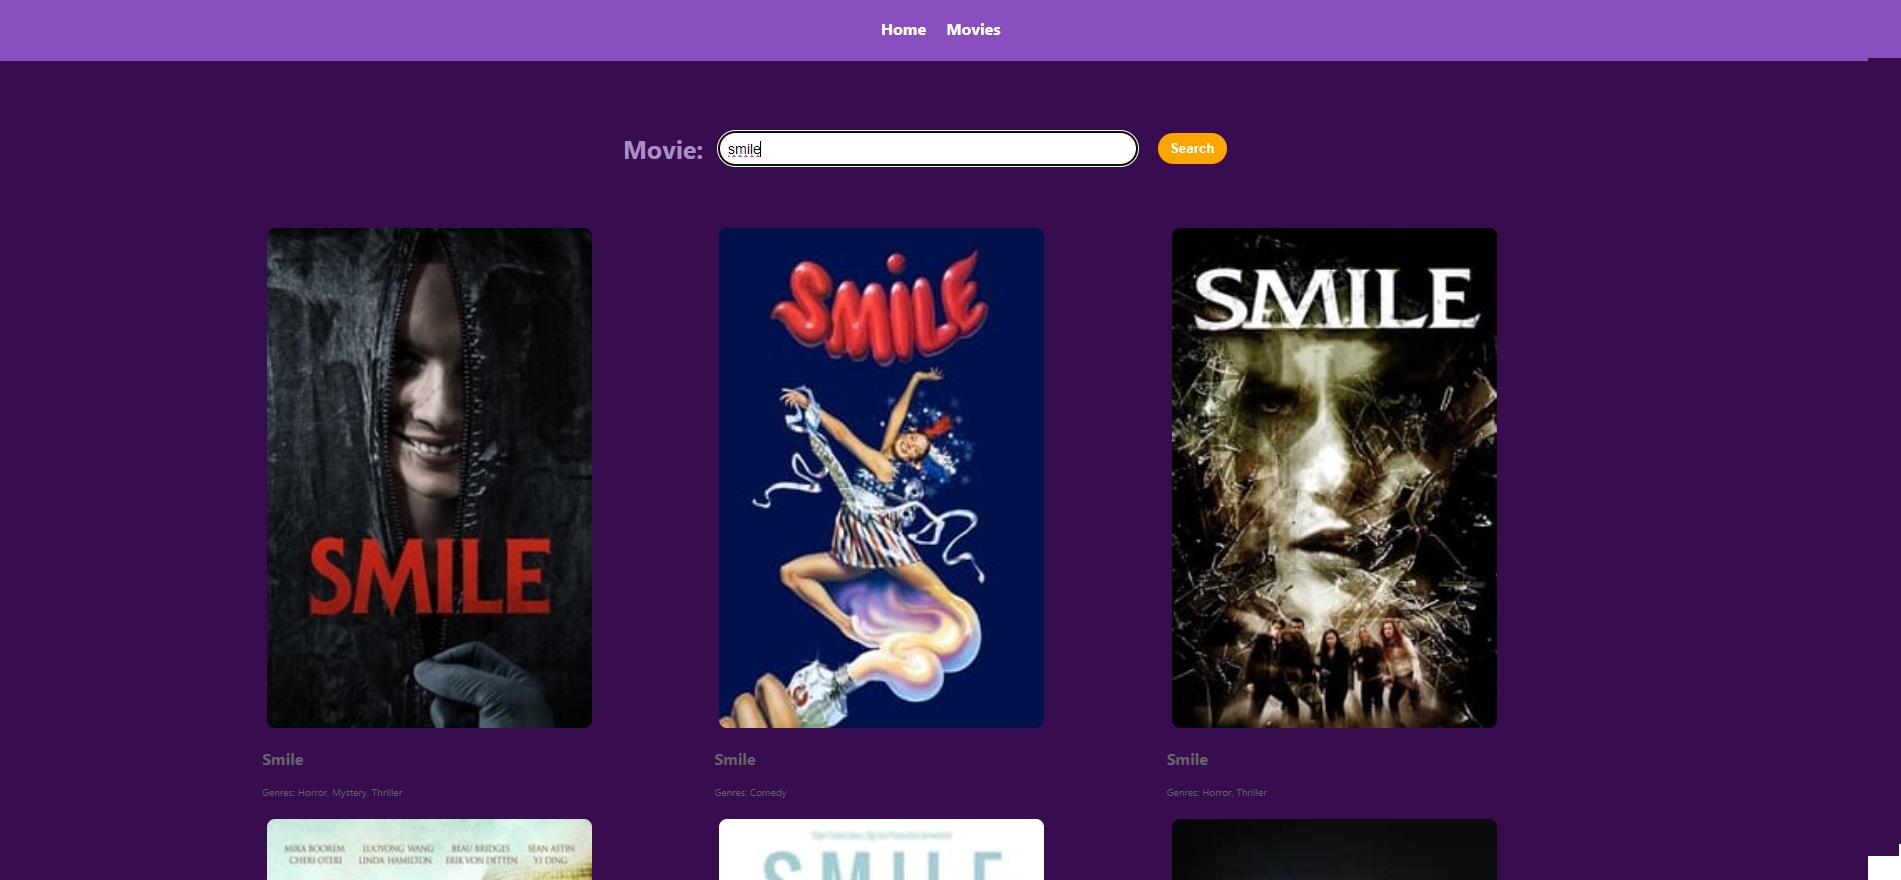 Home Movies
Movie: smile Search
SMILE
SMiLE
SMILE
Smile
Genres: Horror, Mystery, Thriller
Smile
Genres: Comedy
Smile
Genres: Horror, Thriller
MIKA BOOREM LUOYONG WANG BEAU BRIDGES SEAN ASTIN
CHERI OTERI LINDA HAMILTON ERIK VON DETTEN YI DING
SMILE